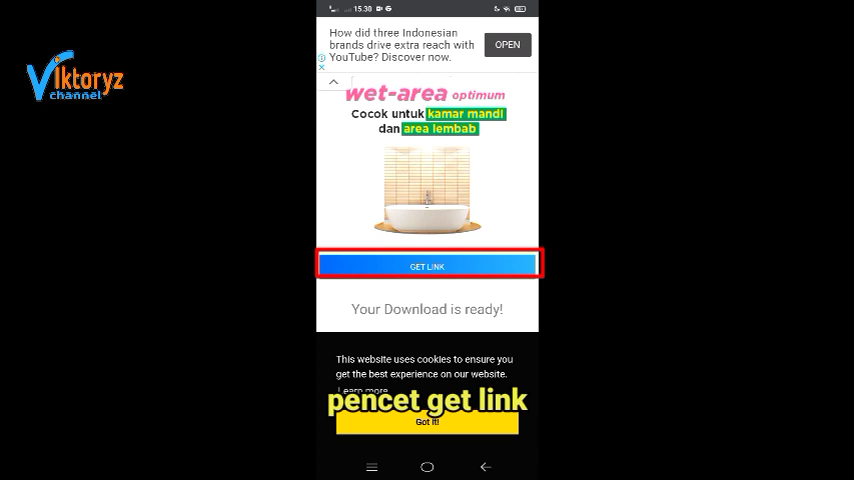 Viktoryz
channel
15.30
How did three Indonesian
brands drive extra reach with
YouTube? Discover now.
OPEN
wet-area optimum
Cocok untuk kamar mandi
dan area lembab
GET LINK
Your Download is ready!
This website uses cookies to ensure you
get the best experience on our website.
Learn more
pencet get link
Got it!